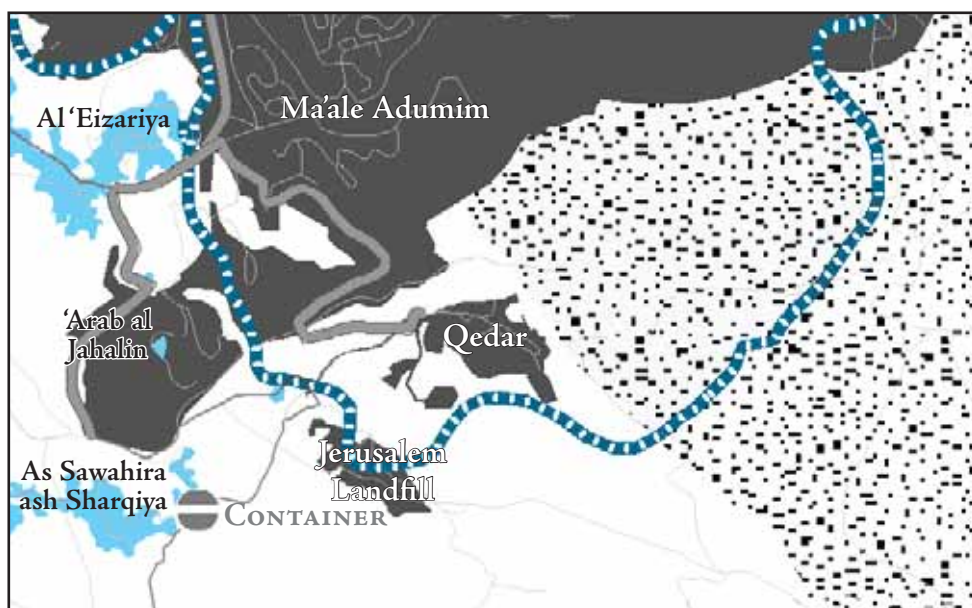 Al ‘Eizariya
Ma'ale Adumim
‘Arab al
Jahalin
Qedar
As Sawahira
ash Sharqiya
Jerusalem
Landfill
CONTAINER